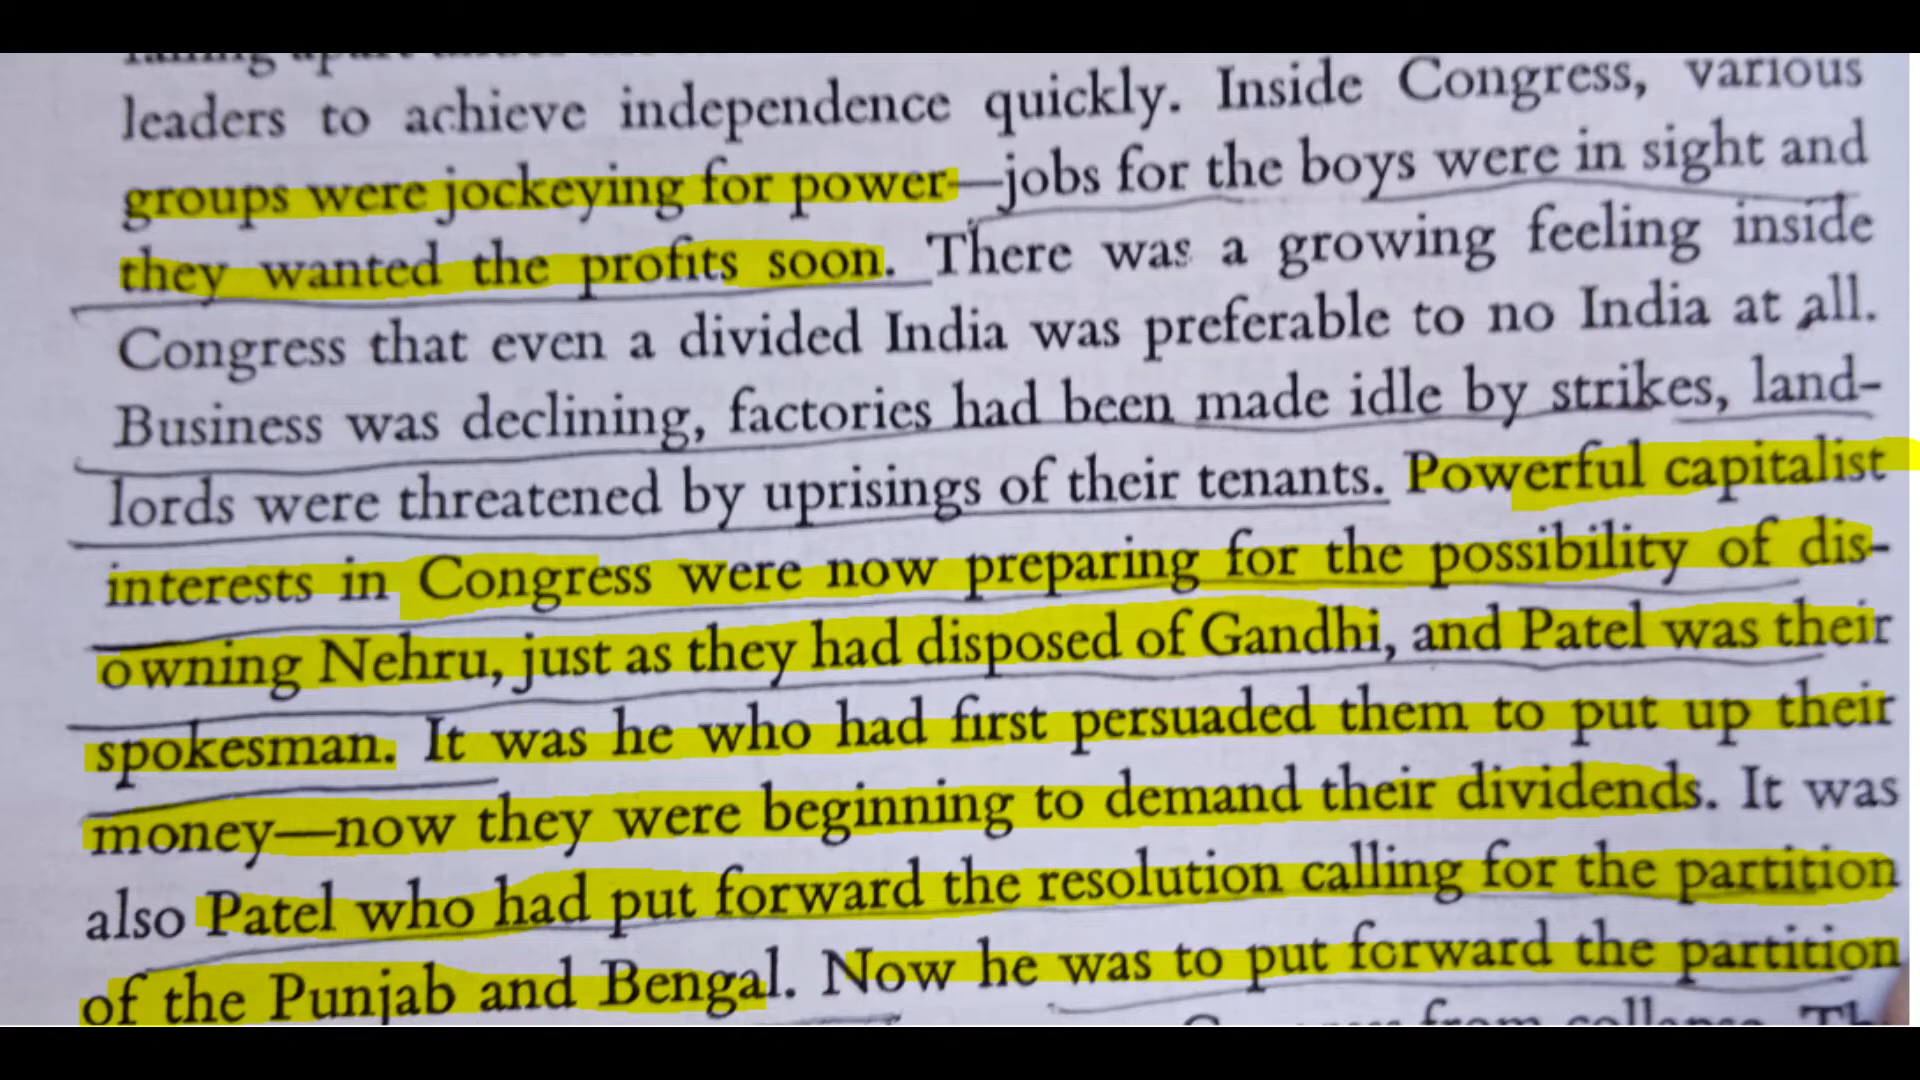 leaders to achieve independence quickly. Inside Congress, various
groups were jockeying for power—jobs for the boys were in sight and
they wanted the profits soon. There was a growing feeling inside
Congress that even a divided India was preferable to no India at all.
Business was declining, factories had been made idle by strikes, land-
lords were threatened by uprisings of their tenants. Powerful capitalist
interests in Congress were now preparing for the possibility of dis-
owning Nehru, just as they had disposed of Gandhi, and Patel was their
spokesman. It was he who had first persuaded them to put up their
money—now they were beginning to demand their dividends. It was
also Patel who had put forward the resolution calling for the partition
of the Punjab and Bengal. Now he was to put forward the partition
from collapse.